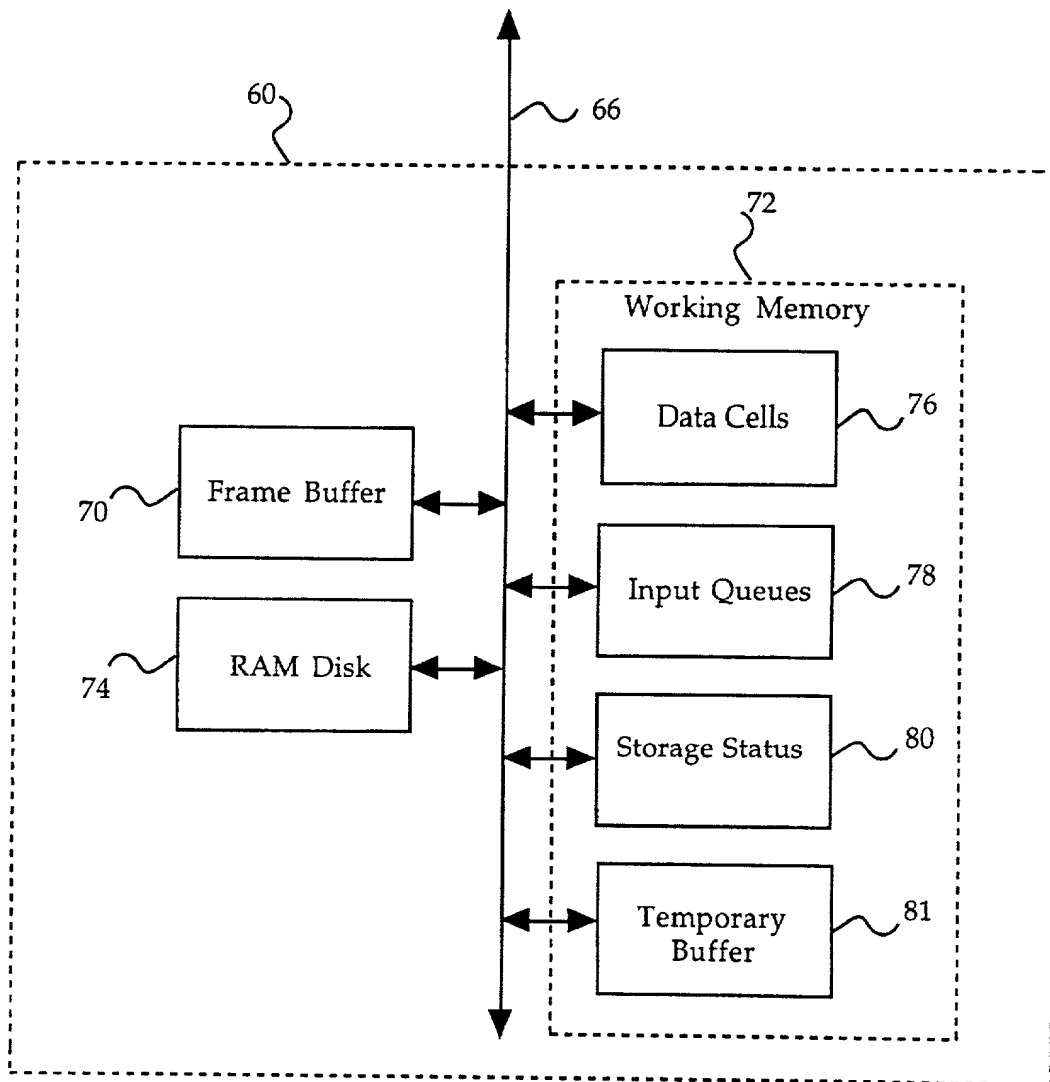 60
66
72
Working Memory
Data Cells
76
Frame Buffer
70
Input Queues
78
RAM Disk
74
Storage Status
80
Temporary
Buffer
81